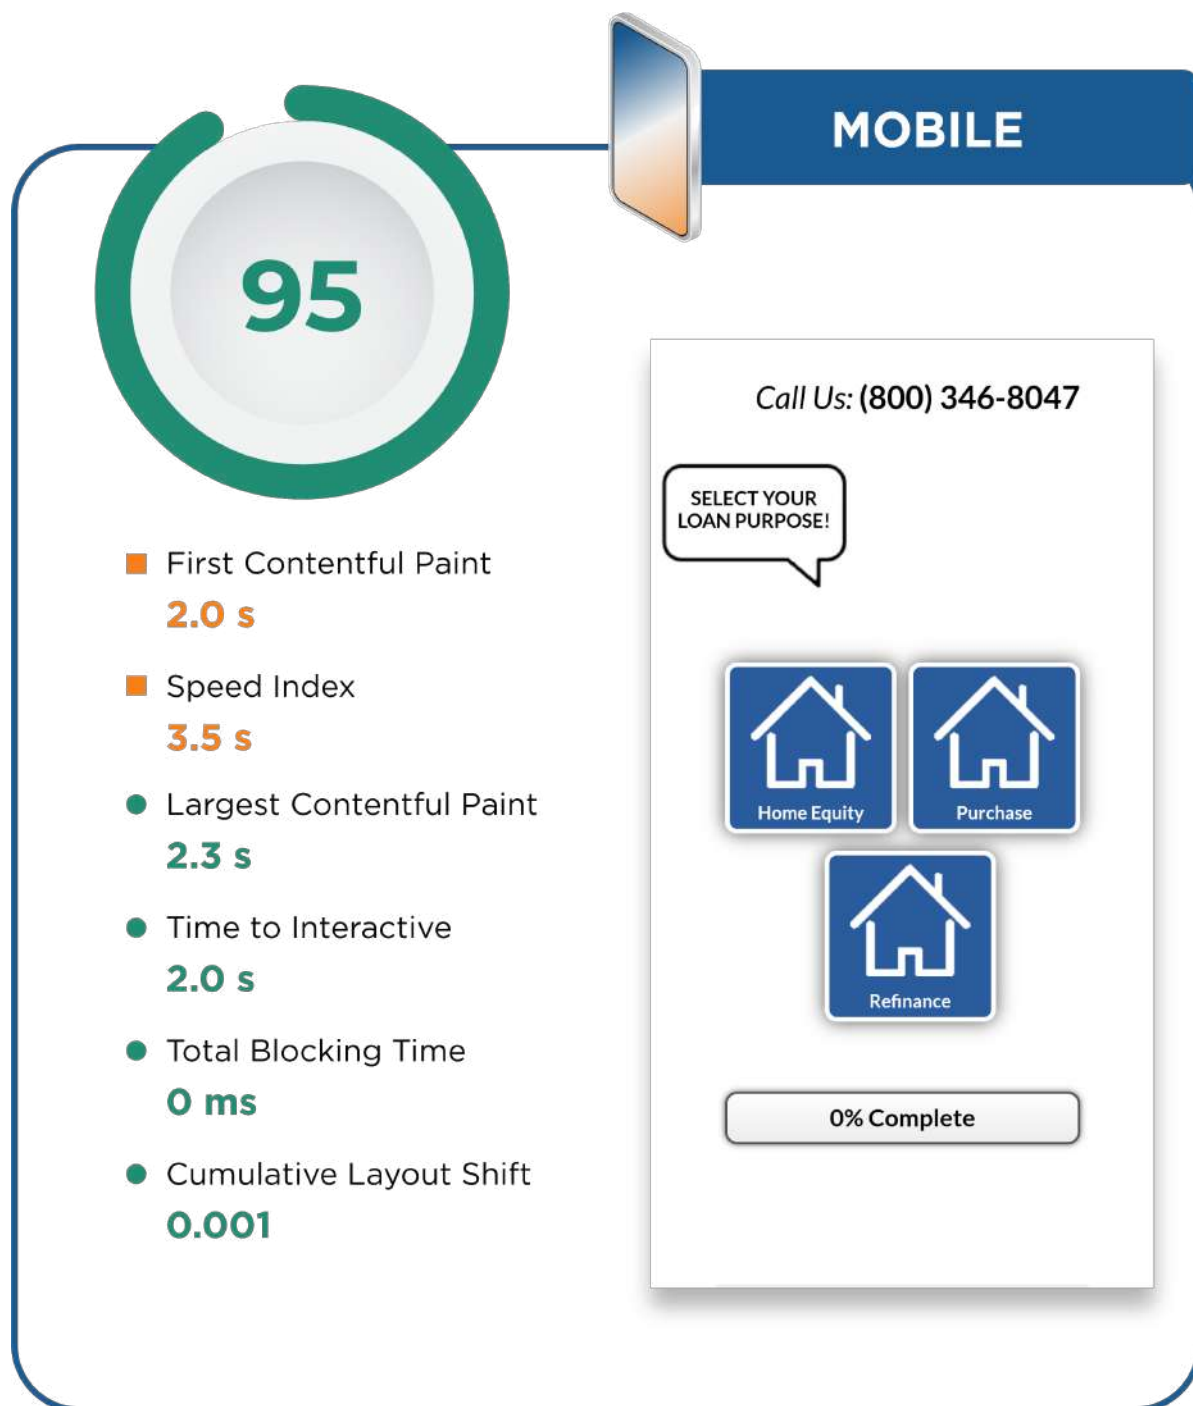 MOBILE
95
First Contentful Paint
2.0 s
Speed Index
3.5 s
Largest Contentful Paint
2.3 s
Time to Interactive
2.0 s
Total Blocking Time
0 ms
Cumulative Layout Shift
0.001
Call Us: (800) 346-8047
SELECT YOUR
LOAN PURPOSE!
Home Equity
Purchase
Refinance
0% Complete